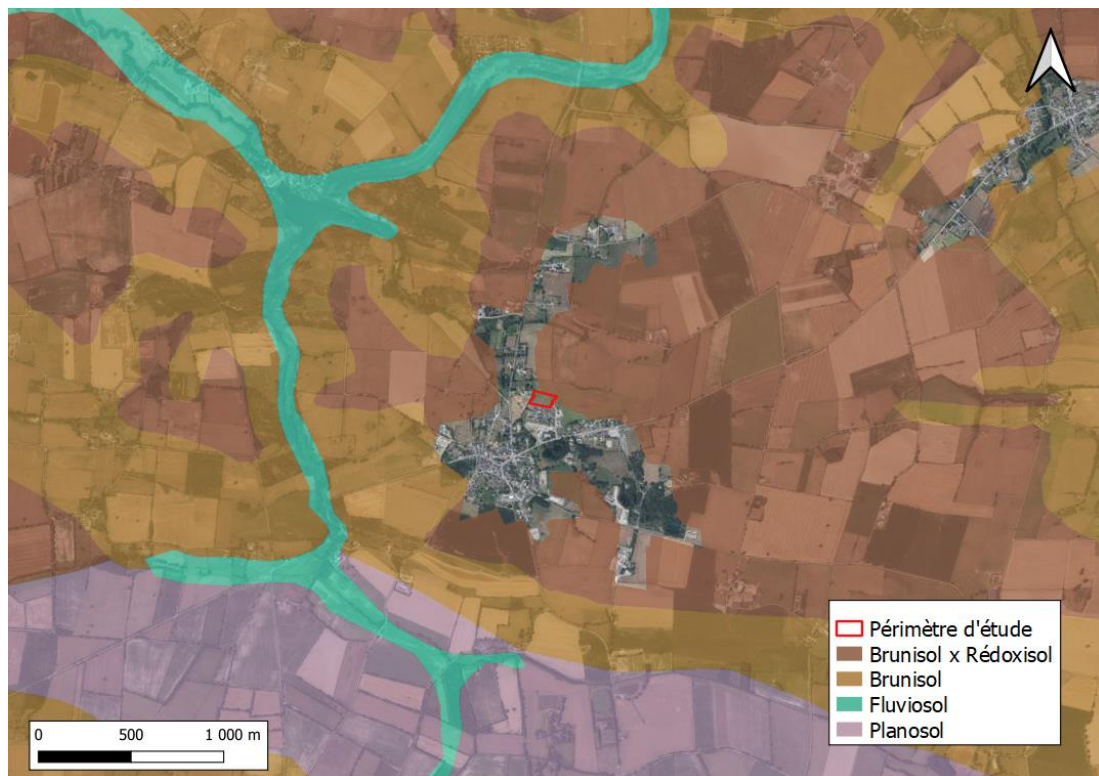 Périmètre d'étude
Brunisol x Rédoxisol
Brunisol
Fluviosol
Planosol
0 500 1 000 m